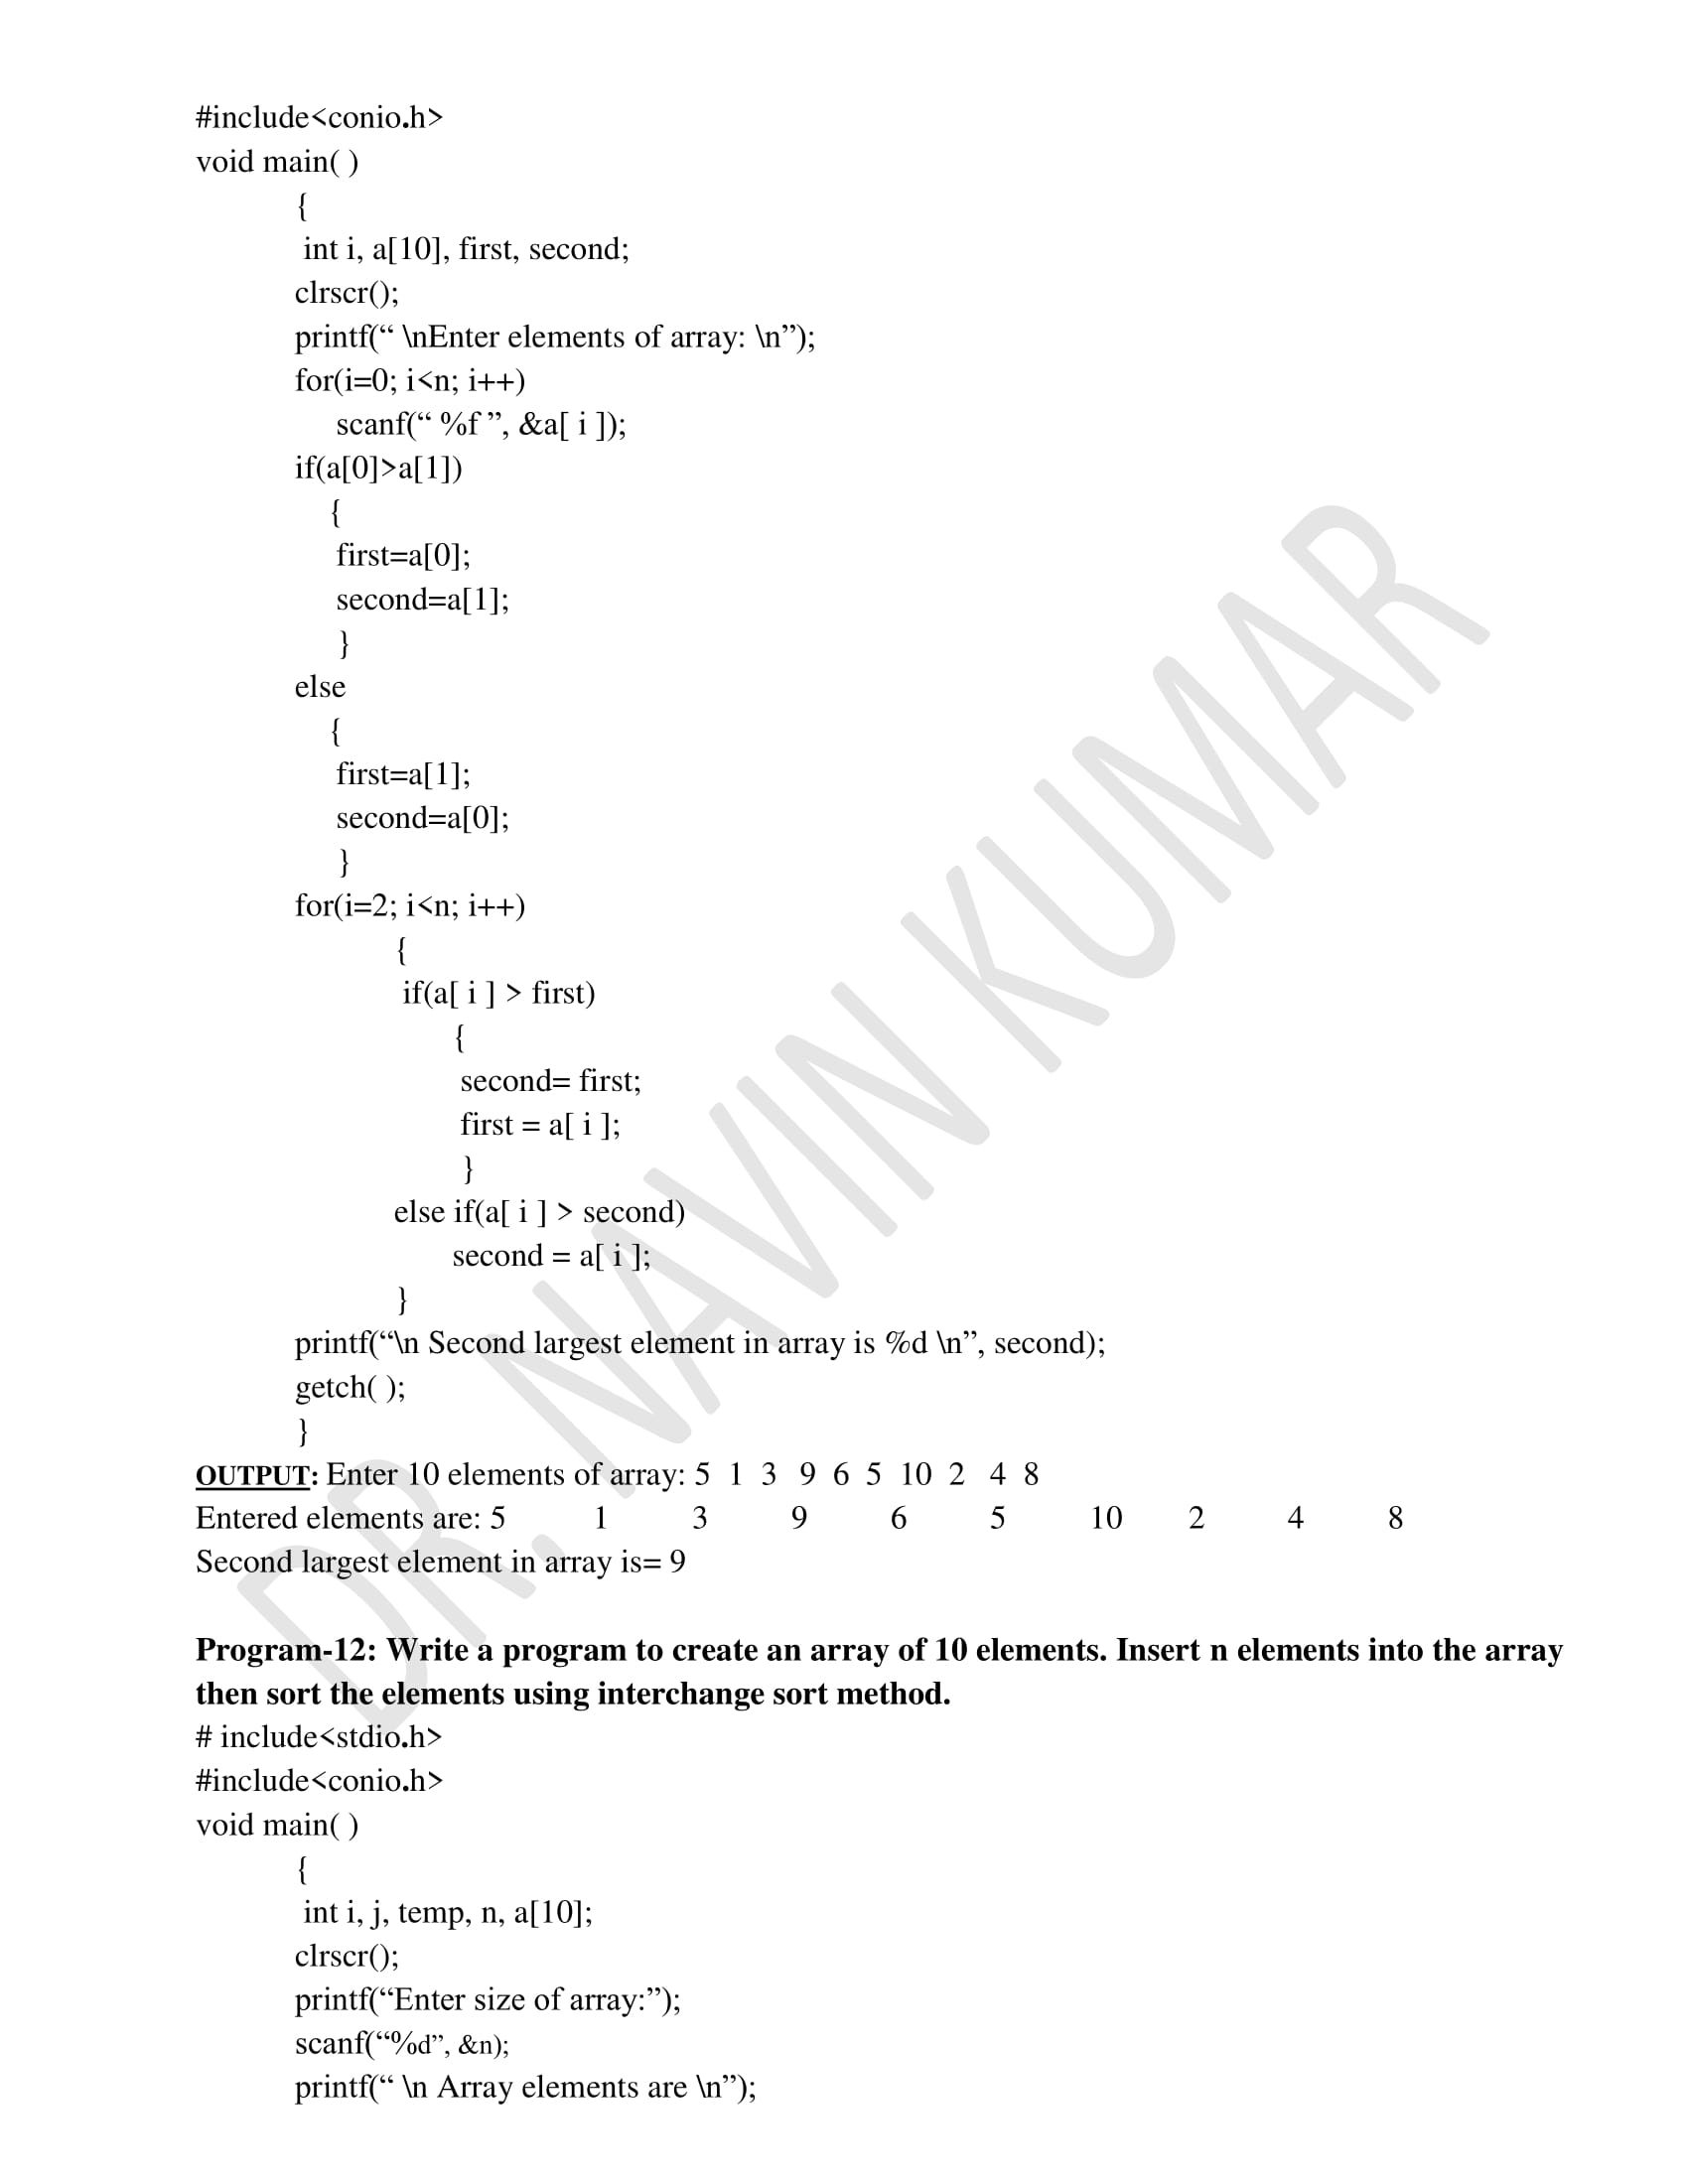 #include<conio.h>
void main( )
{
int i, a[10], first, second;
clrscr();
printf(“ \nEnter elements of array: \n”);
for(i=0; i<n; i++)
scanf(“ %f ”, &a[ i ]);
if(a[0]>a[1])
{
first=a[0];
second=a[1];
}
else
{
first=a[1];
second=a[0];
}
for(i=2; i<n; i++)
{
if(a[ i ] > first)
{
second= first;
first = a[ i ];
}
else if(a[ i ] > second)
second = a[ i ];
}
printf(“\n Second largest element in array is %d \n”, second);
getch( );
}
OUTPUT: Enter 10 elements of array: 5 1 3 9 6 5 10 2 4 8
Entered elements are: 5 1 3 9 6 5 10 2 4 8
Second largest element in array is= 9
Program-12: Write a program to create an array of 10 elements. Insert n elements into the array
then sort the elements using interchange sort method.
# include<stdio.h>
#include<conio.h>
void main( )
{
int i, j, temp, n, a[10];
clrscr();
printf(“Enter size of array:”);
scanf(“%d”, &n);
printf(“ \n Array elements are \n”);
DR. NAVIN KUMAR